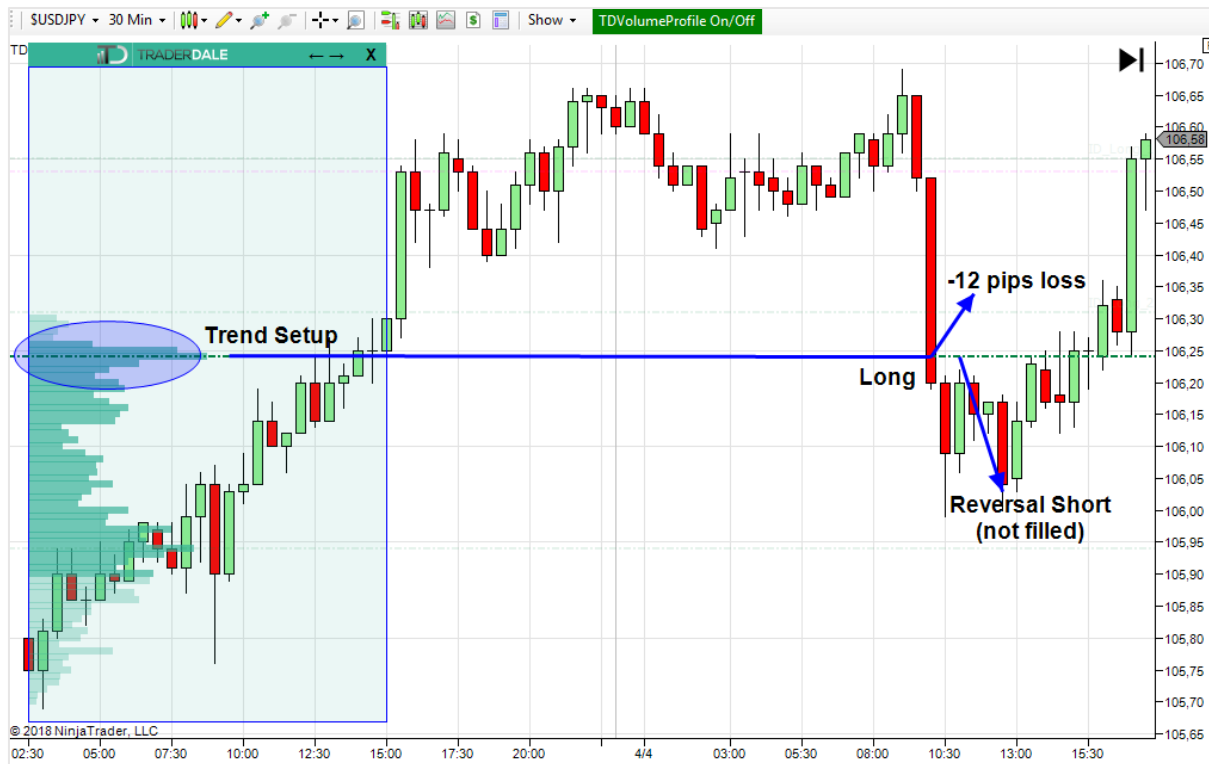 $USDJPY 30 Min Show TDVolumeProfile On/Off
TD TRADERDALE X
106,70
106,65
106,60
106,58
106,55
106,50
106,45
106,40
-12 pips loss
106,35
Trend Setup
106,30
106,25
Long
106,20
106,15
106,10
106,05
Reversal Short
106,00
(not filled)
105,95
105,90
105,85
105,80
105,75
105,70
© 2018 NinjaTrader, LLC
105,65
02:30 05:00 07:30 10:00 12:30 15:00 17:30 20:00 4/4 03:00 05:30 08:00 10:30 13:00 15:30